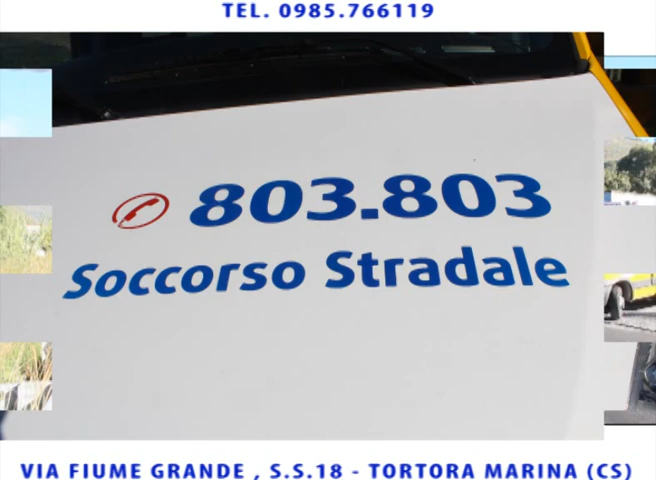 TEL. 0985.766119
803.803
Soccorso Stradale
VIA FIUME GRANDE , S.S.18 - TORTORA MARINA (CS)